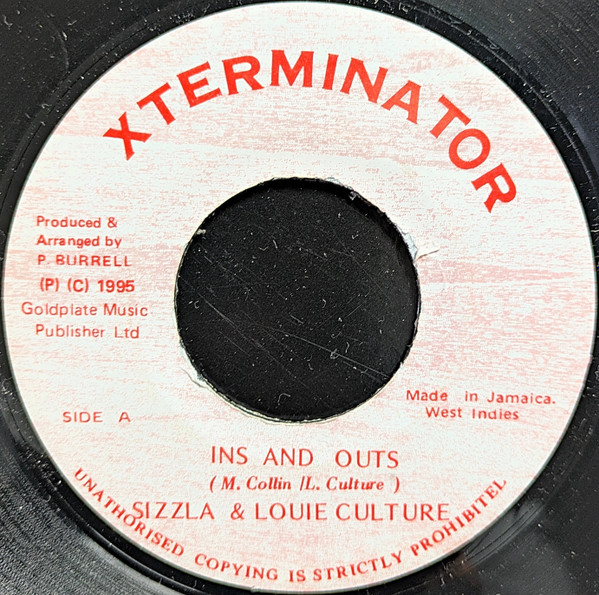 XTERMINATOR
Produced &
Arranged by
P. BURRELL
(P) (C) 1995
Goldplate Music
Publisher Ltd
SIDE A
Made in Jamaica.
West Indies
INS AND OUTS
( M. Collin /L. Culture )
SIZZLA & LOUIE CULTURE
UNATHORISED COPYING IS STRICTLY PROHIBITEL